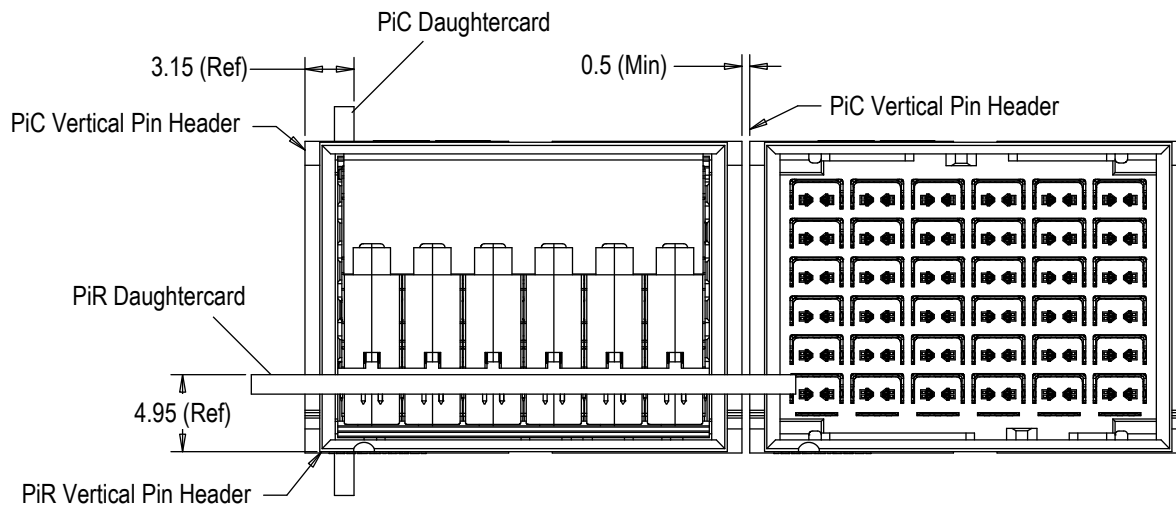 PiC Daughtercard
3.15 (Ref)
0.5 (Min)
PiC Vertical Pin Header
PiC Vertical Pin Header
PiR Daughtercard
4.95 (Ref)
PiR Vertical Pin Header